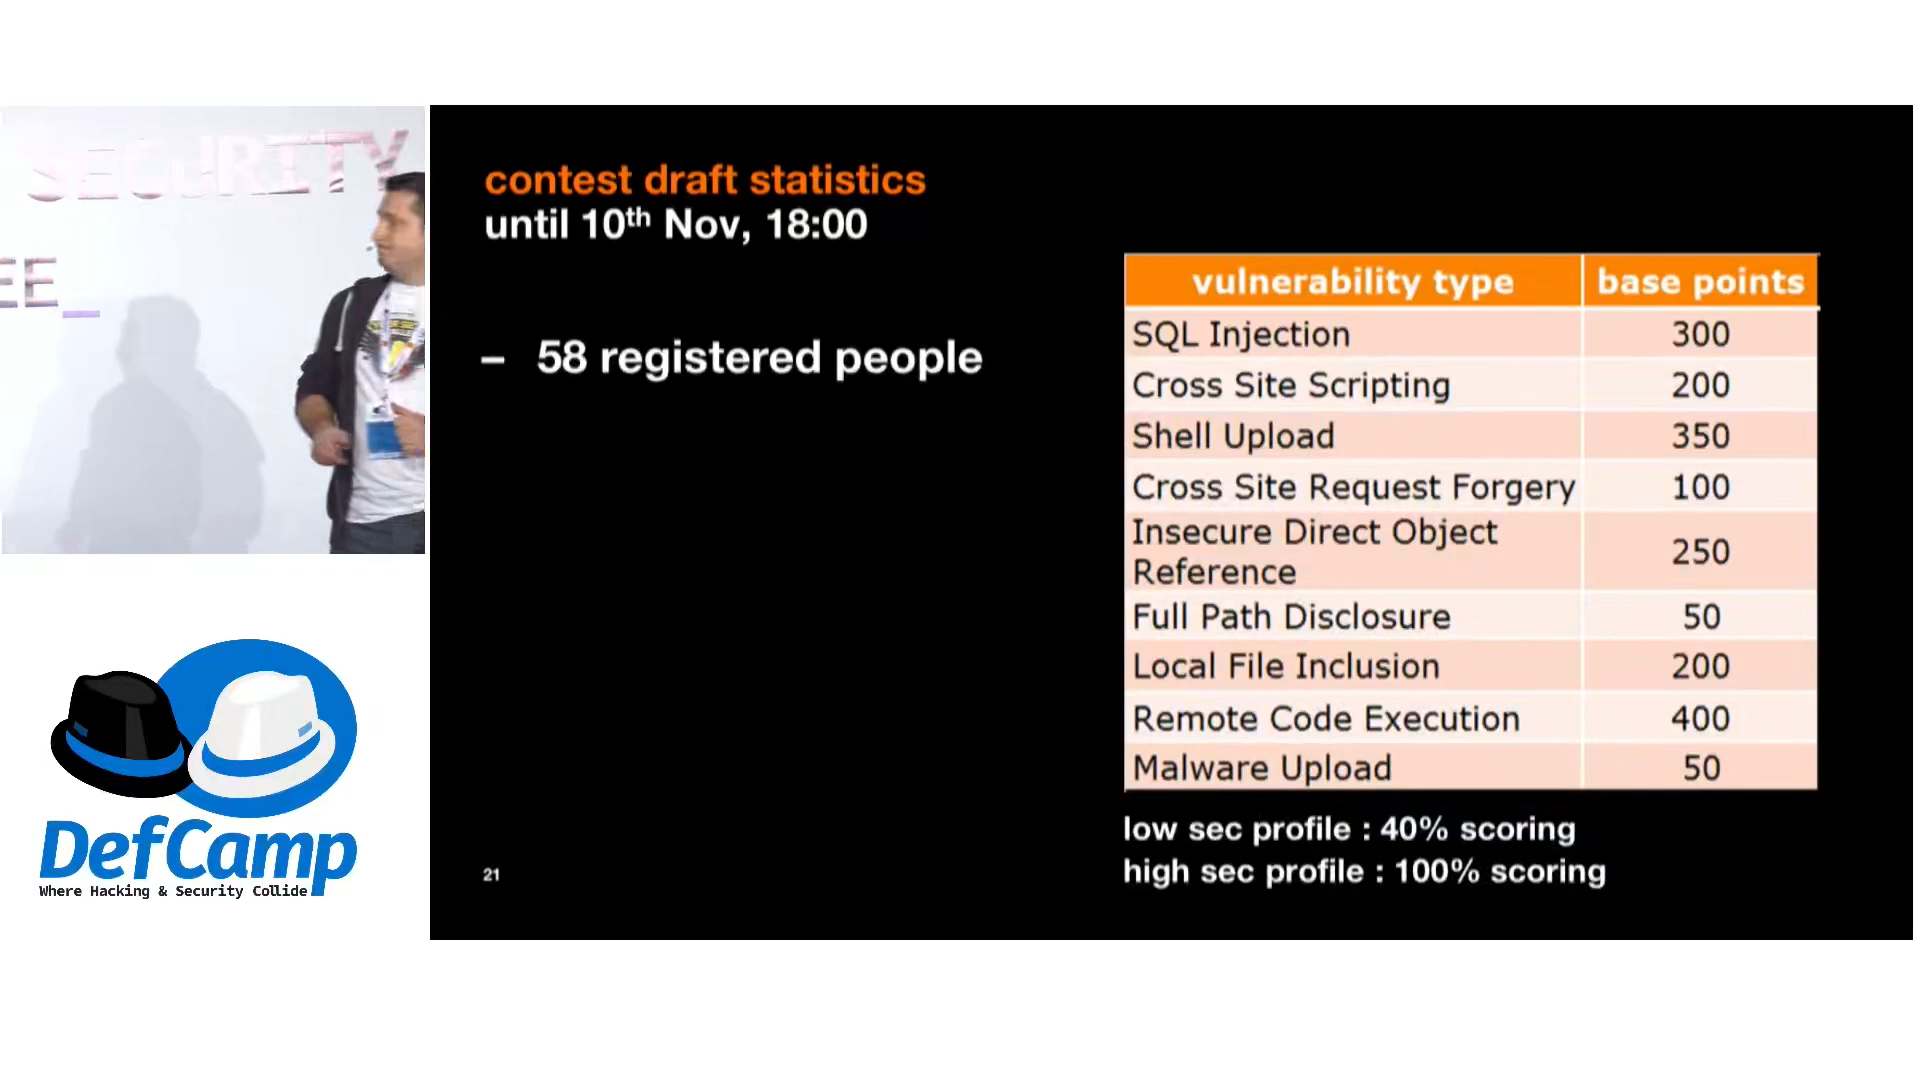 SECURITY
EE_
contest draft statistics
until 10th Nov, 18:00
– 58 registered people
vulnerability type base points
SQL Injection 300
Cross Site Scripting 200
Shell Upload 350
Cross Site Request Forgery 100
Insecure Direct Object
Reference 250
Full Path Disclosure 50
Local File Inclusion 200
Remote Code Execution 400
Malware Upload 50
low sec profile : 40% scoring
high sec profile : 100% scoring
21
DefCamp
Where Hacking & Security Collide